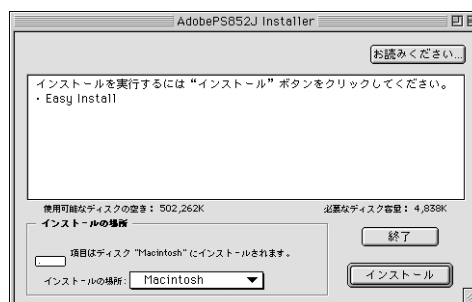 AdobePS852J Installer
お読みください...
インストールを実行するには“インストール”ボタンをクリックしてください。
・Easy Install
使用可能なディスクの空き： 502,262K
必要なディスク容量： 4,838K
インストールの場所
項目はディスク "Macintosh" にインストールされます。
インストールの場所： Macintosh
終了
インストール